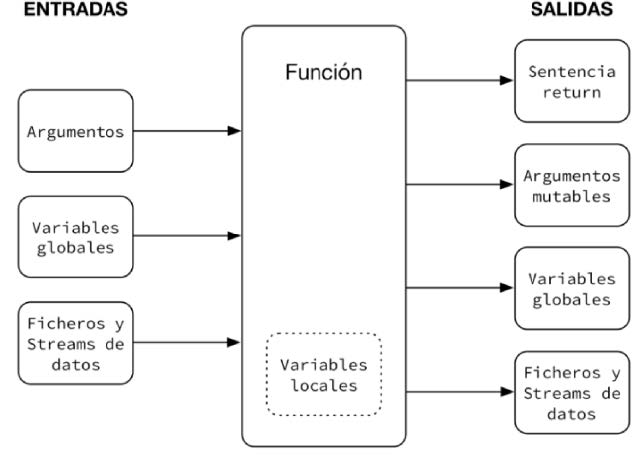 ENTRADAS
SALIDAS
Función
Argumentos
Variables
globales
Ficheros y
Streams de
datos
Variables
locales
Sentencia
return
Argumentos
mutables
Variables
globales
Ficheros y
Streams de
datos